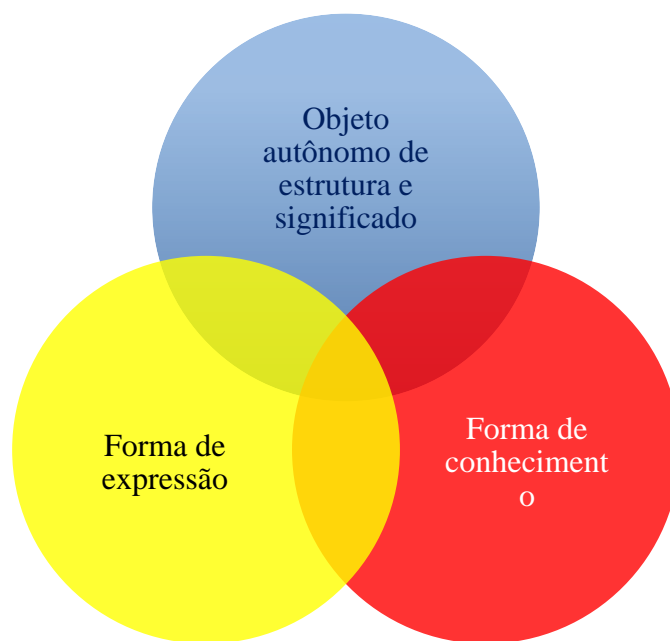 Objeto
autônomo de
estrutura e
significado
Forma de
expressão
Forma de
conheciment
o